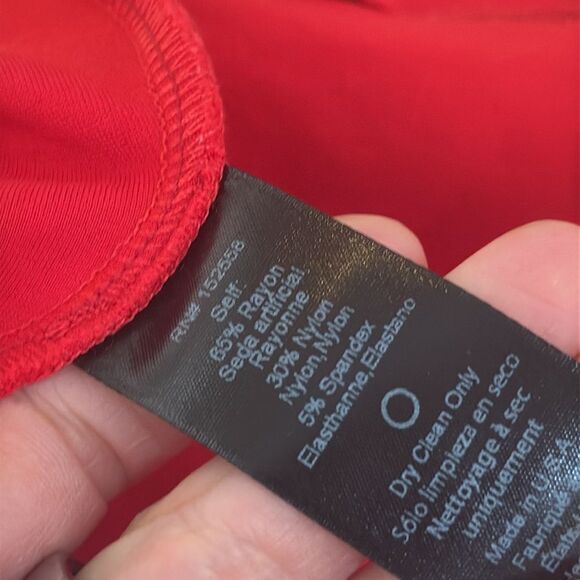 RN# 152558
Self:
65% Rayon
Seda artificial
Rayonne
30% Nylon
Nylon,Nylon
5% Spandex
Elasthanne, Elastano
Dry Clean Only
Sólo limpieza en seco
Nettoyage à sec
uniquement
Made in U.S.A.